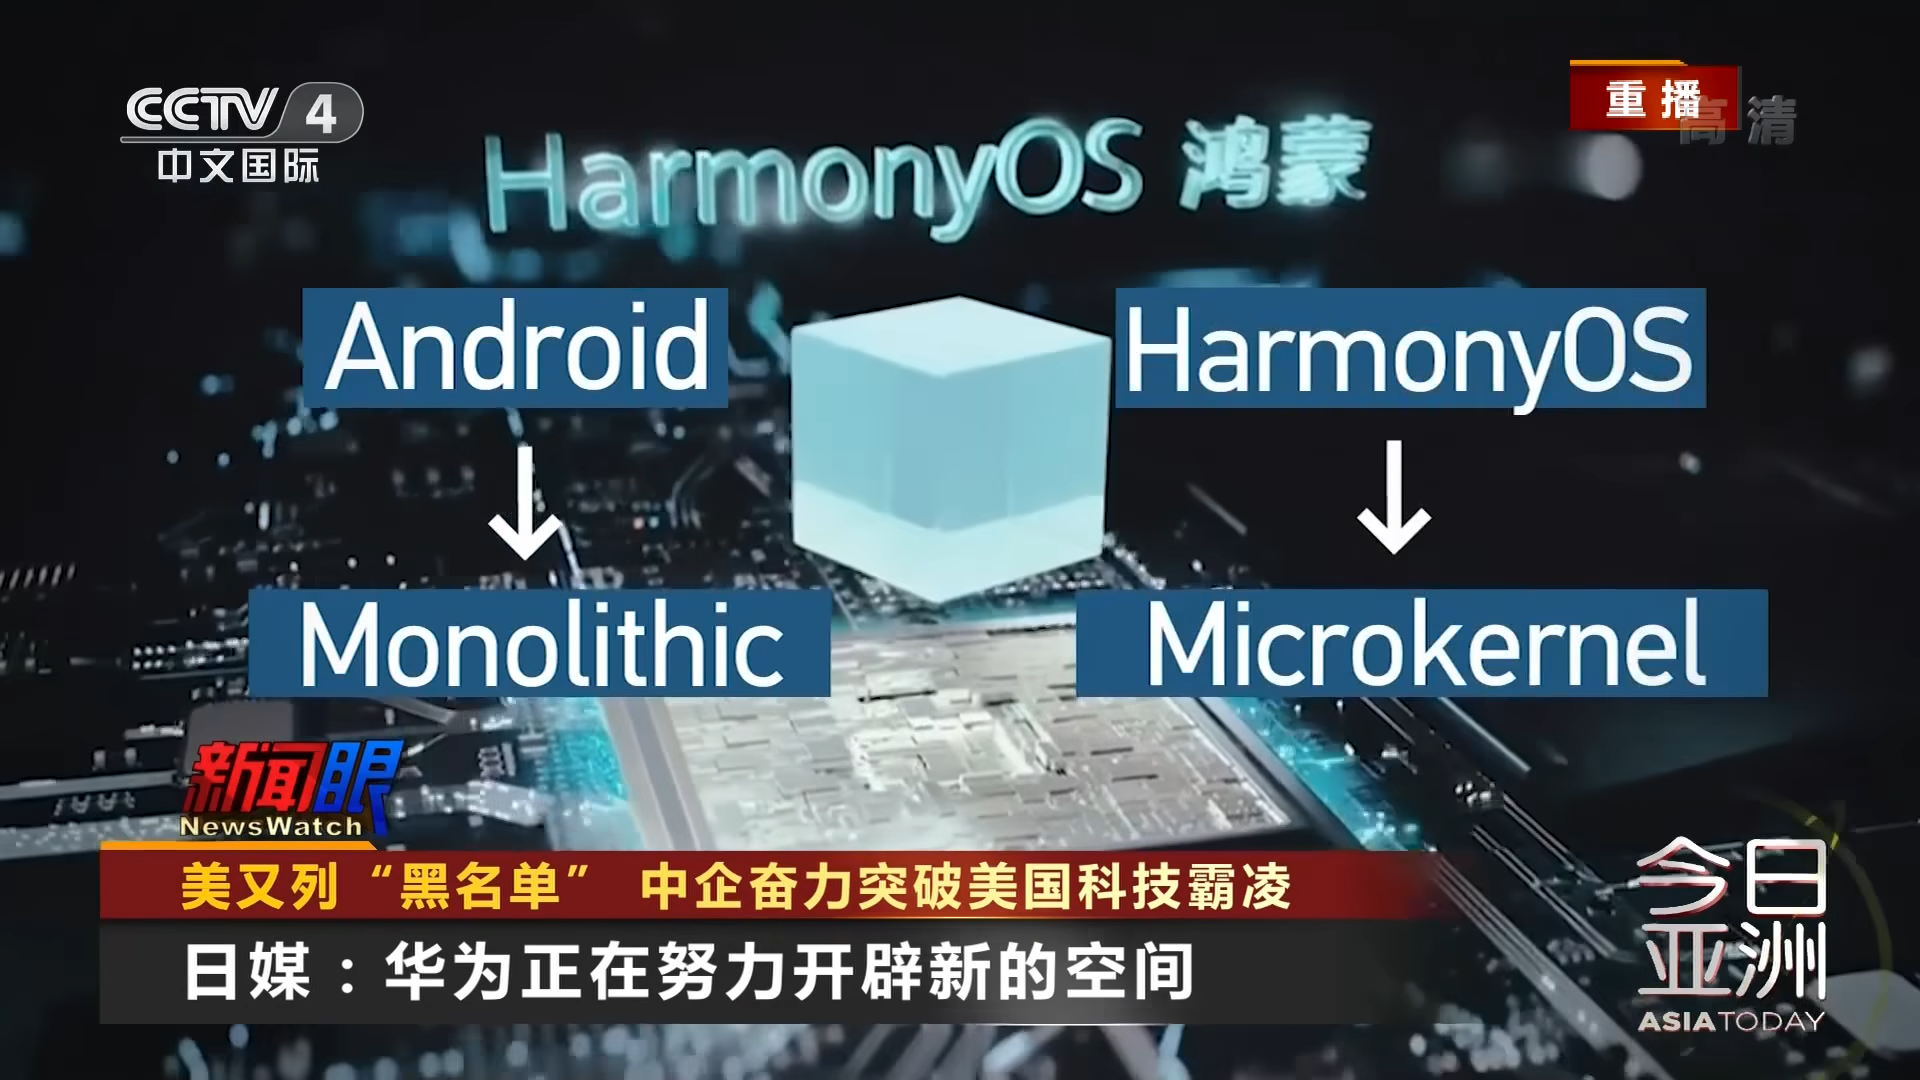 CCTV 4
中文国际
重播
高清
HarmonyOS 鸿蒙
Android
HarmonyOS
Monolithic
Microkernel
新闻眼
NewsWatch
美又列“黑名单” 中企奋力突破美国科技霸凌
日媒：华为正在努力开辟新的空间
今日
亚洲
ASIA TODAY